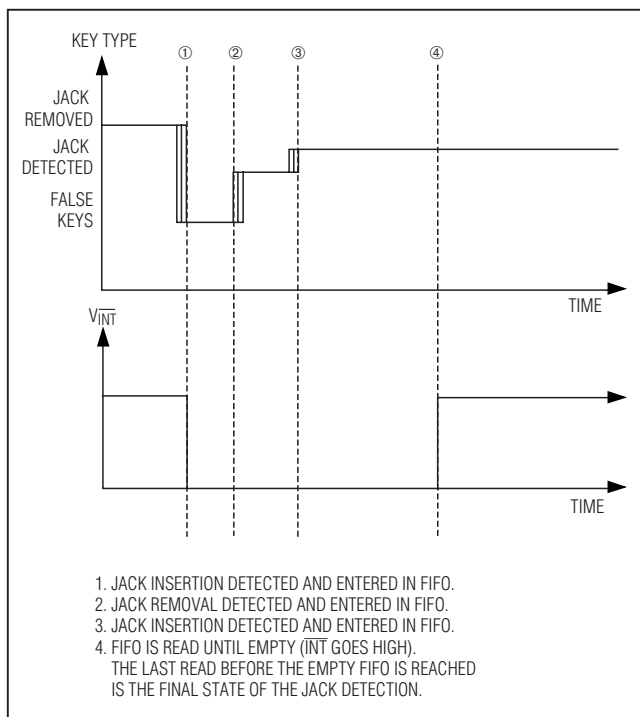 KEY TYPE
① ② ③ ④
JACK
REMOVED
JACK
DETECTED
FALSE
KEYS
TIME
VINT
TIME
1. JACK INSERTION DETECTED AND ENTERED IN FIFO.
2. JACK REMOVAL DETECTED AND ENTERED IN FIFO.
3. JACK INSERTION DETECTED AND ENTERED IN FIFO.
4. FIFO IS READ UNTIL EMPTY (INT GOES HIGH).
THE LAST READ BEFORE THE EMPTY FIFO IS REACHED
IS THE FINAL STATE OF THE JACK DETECTION.